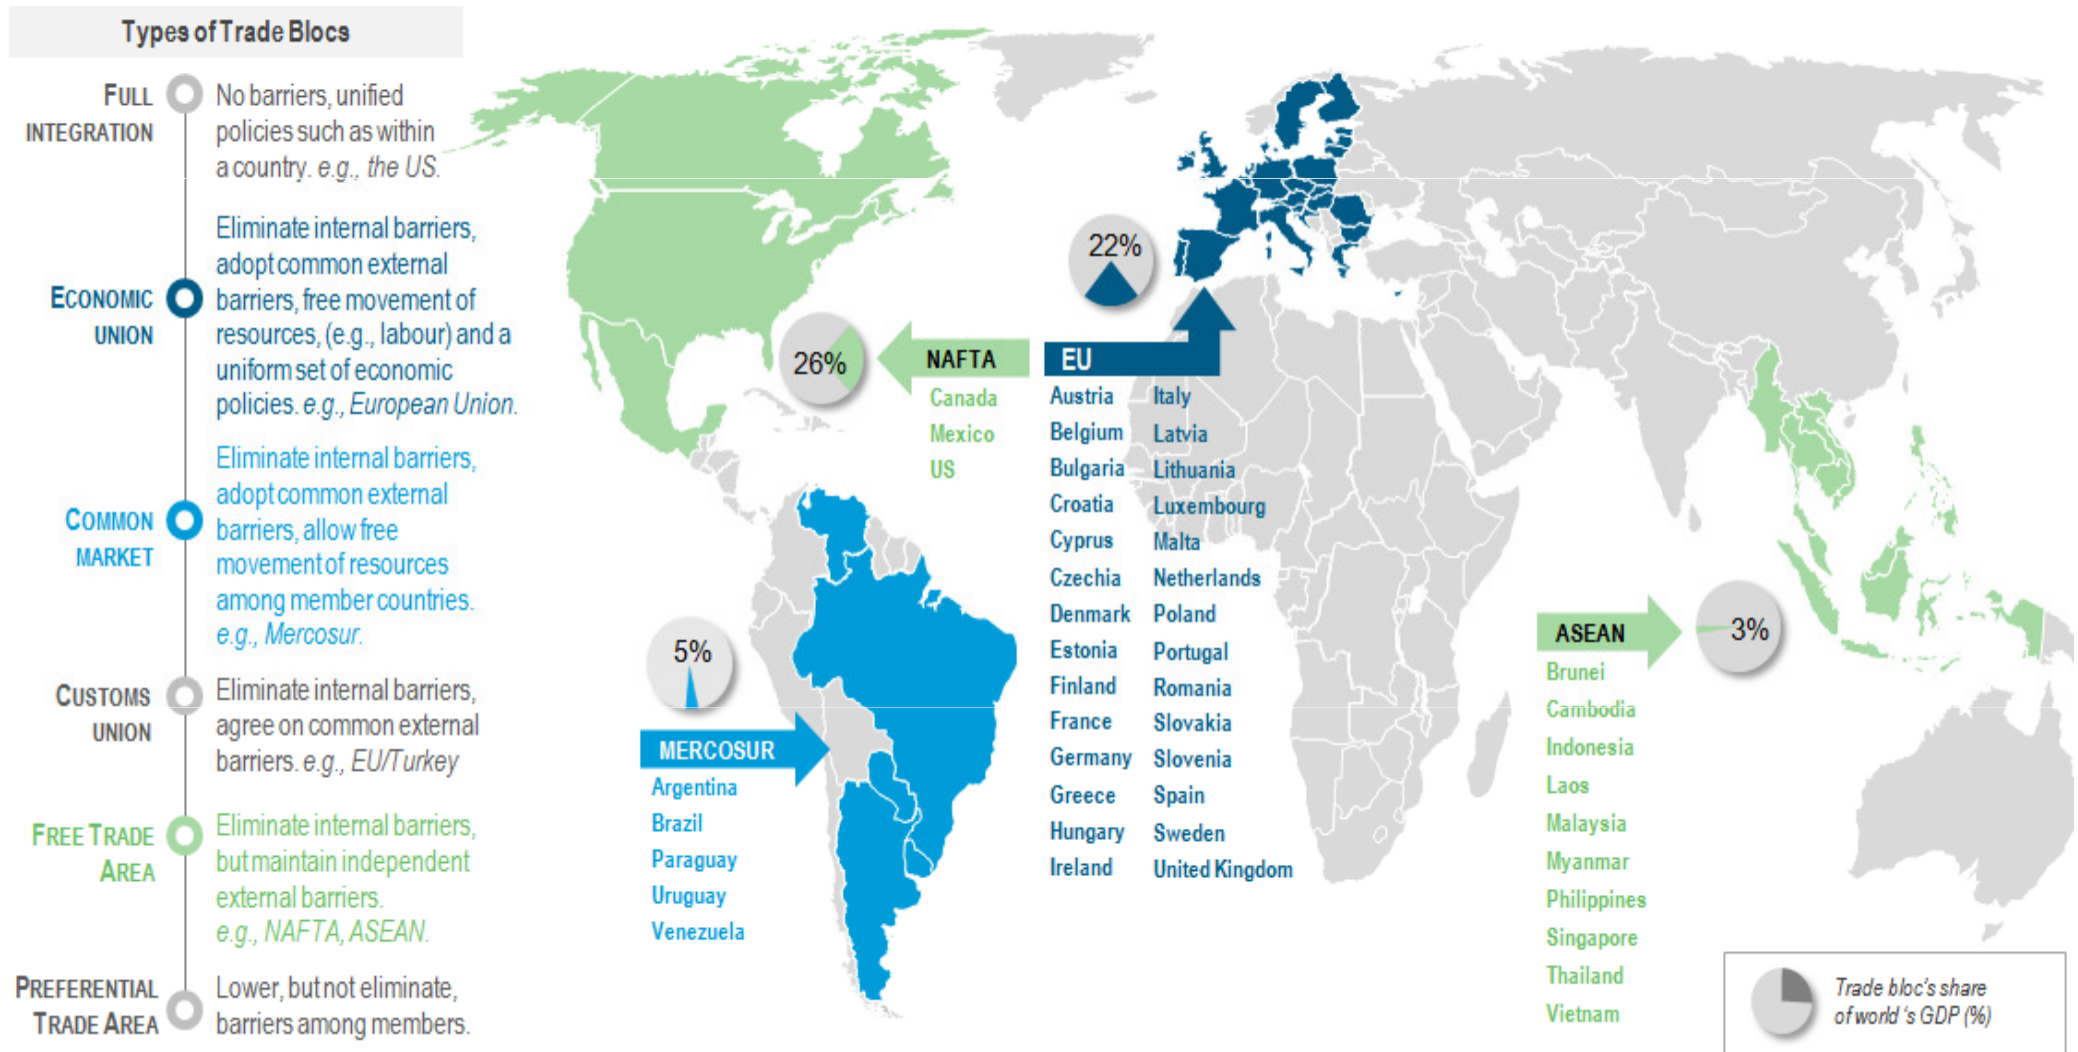 Types of Trade Blocs
FULL
INTEGRATION
No barriers, unified
policies such as within
a country. e.g., the US.
ECONOMIC
UNION
Eliminate internal barriers,
adopt common external
barriers, free movement of
resources, (e.g., labour) and a
uniform set of economic
policies. e.g., European Union.
COMMON
MARKET
Eliminate internal barriers,
adopt common external
barriers, allow free
movement of resources
among member countries.
e.g., Mercosur.
CUSTOMS
UNION
Eliminate internal barriers,
agree on common external
barriers. e.g., EU/Turkey
FREE TRADE
AREA
Eliminate internal barriers,
but maintain independent
external barriers.
e.g., NAFTA, ASEAN.
PREFERENTIAL
TRADE AREA
Lower, but not eliminate,
barriers among members.
26%
NAFTA
Canada
Mexico
US
5%
MERCOSUR
Argentina
Brazil
Paraguay
Uruguay
Venezuela
22%
EU
Austria
Belgium
Bulgaria
Croatia
Cyprus
Czechia
Denmark
Estonia
Finland
France
Germany
Greece
Hungary
Ireland
Italy
Latvia
Lithuania
Luxembourg
Malta
Netherlands
Poland
Portugal
Romania
Slovakia
Slovenia
Spain
Sweden
United Kingdom
ASEAN
3%
Brunei
Cambodia
Indonesia
Laos
Malaysia
Myanmar
Philippines
Singapore
Thailand
Vietnam
Trade bloc's share
of world 's GDP (%)